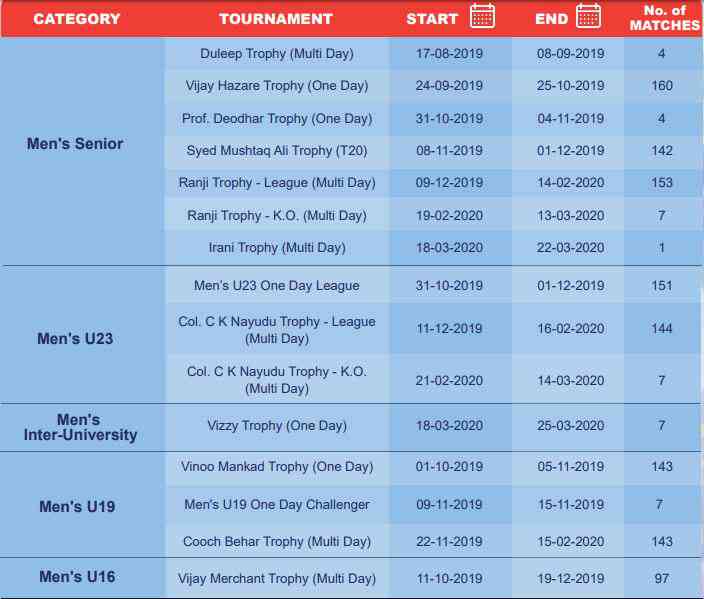 CATEGORY TOURNAMENT START END No. of MATCHES
Men's Senior
Duleep Trophy (Multi Day) 17-08-2019 08-09-2019 4
Vijay Hazare Trophy (One Day) 24-09-2019 25-10-2019 160
Prof. Deodhar Trophy (One Day) 31-10-2019 04-11-2019 4
Syed Mushtaq Ali Trophy (T20) 08-11-2019 01-12-2019 142
Ranji Trophy - League (Multi Day) 09-12-2019 14-02-2020 153
Ranji Trophy - K.O. (Multi Day) 19-02-2020 13-03-2020 7
Irani Trophy (Multi Day) 18-03-2020 22-03-2020 1
Men's U23
Men's U23 One Day League 31-10-2019 01-12-2019 151
Col. C K Nayudu Trophy - League
(Multi Day) 11-12-2019 16-02-2020 144
Col. C K Nayudu Trophy - K.O.
(Multi Day) 21-02-2020 14-03-2020 7
Men's
Inter-University
Vizzy Trophy (One Day) 18-03-2020 25-03-2020 7
Men's U19
Vinoo Mankad Trophy (One Day) 01-10-2019 05-11-2019 143
Men's U19 One Day Challenger 09-11-2019 15-11-2019 7
Cooch Behar Trophy (Multi Day) 22-11-2019 15-02-2020 143
Men's U16
Vijay Merchant Trophy (Multi Day) 11-10-2019 19-12-2019 97